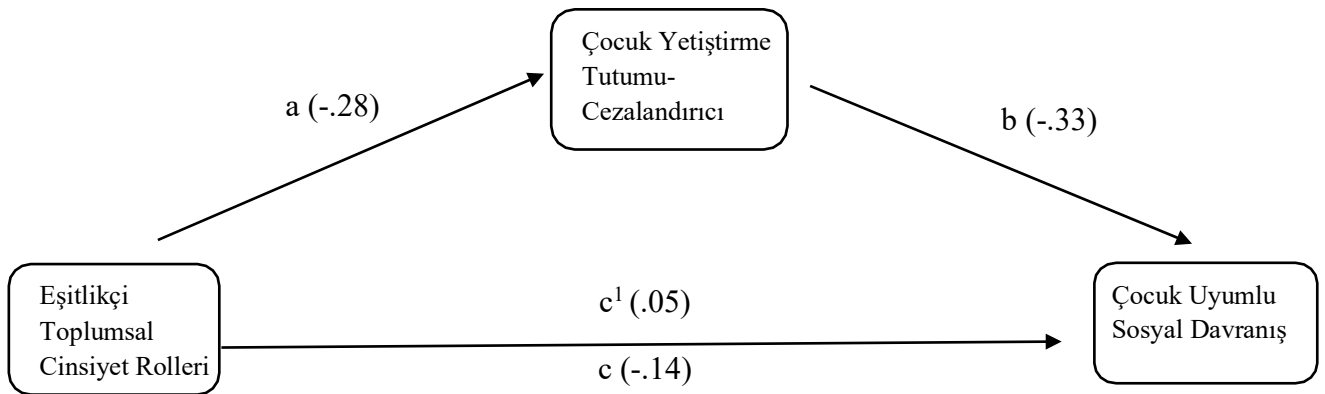 Çocuk Yetiştirme
Tutumu-
Cezalandırıcı
a (-.28)
b (-.33)
Eşitlikçi
Toplumsal
Cinsiyet Rolleri
c¹ (.05)
c (-.14)
Çocuk Uyumlu
Sosyal Davranış